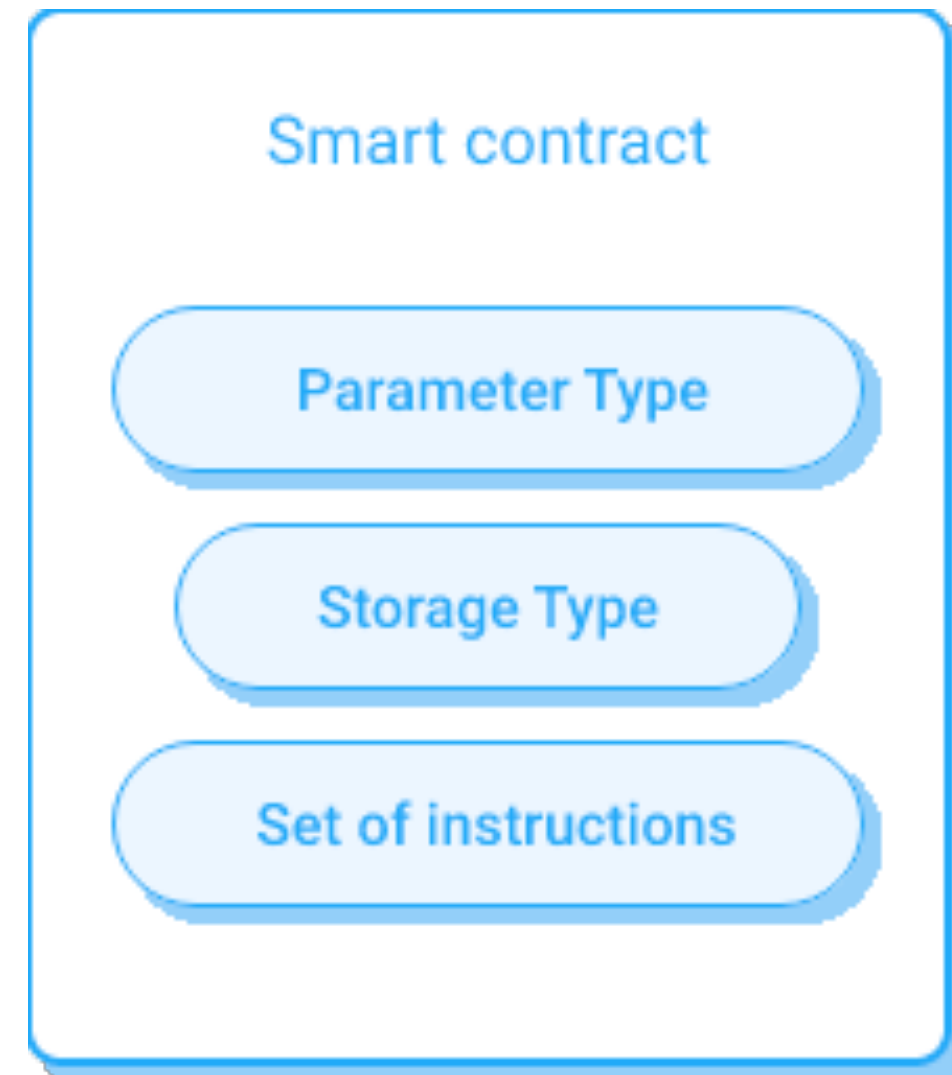 Smart contract
Parameter Type
Storage Type
Set of instructions